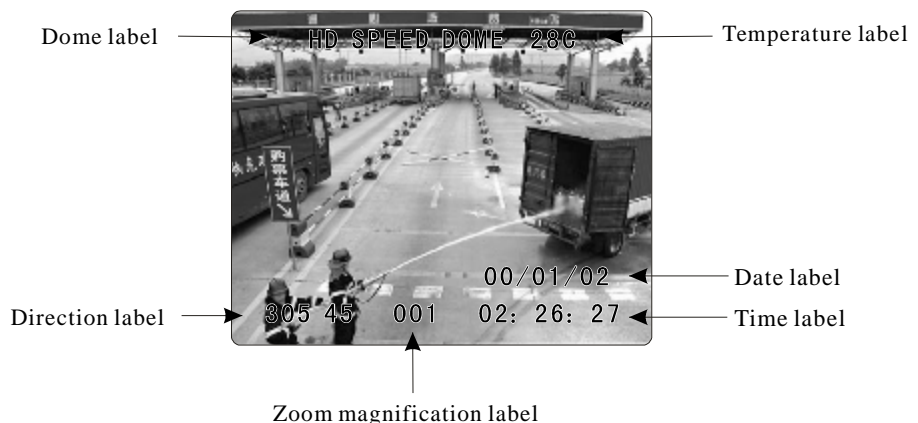 Dome label
HD SPEED DOME 28C
Temperature label
00/01/02
Date label
Direction label
305 45 001 02: 26: 27
Time label
Zoom magnification label